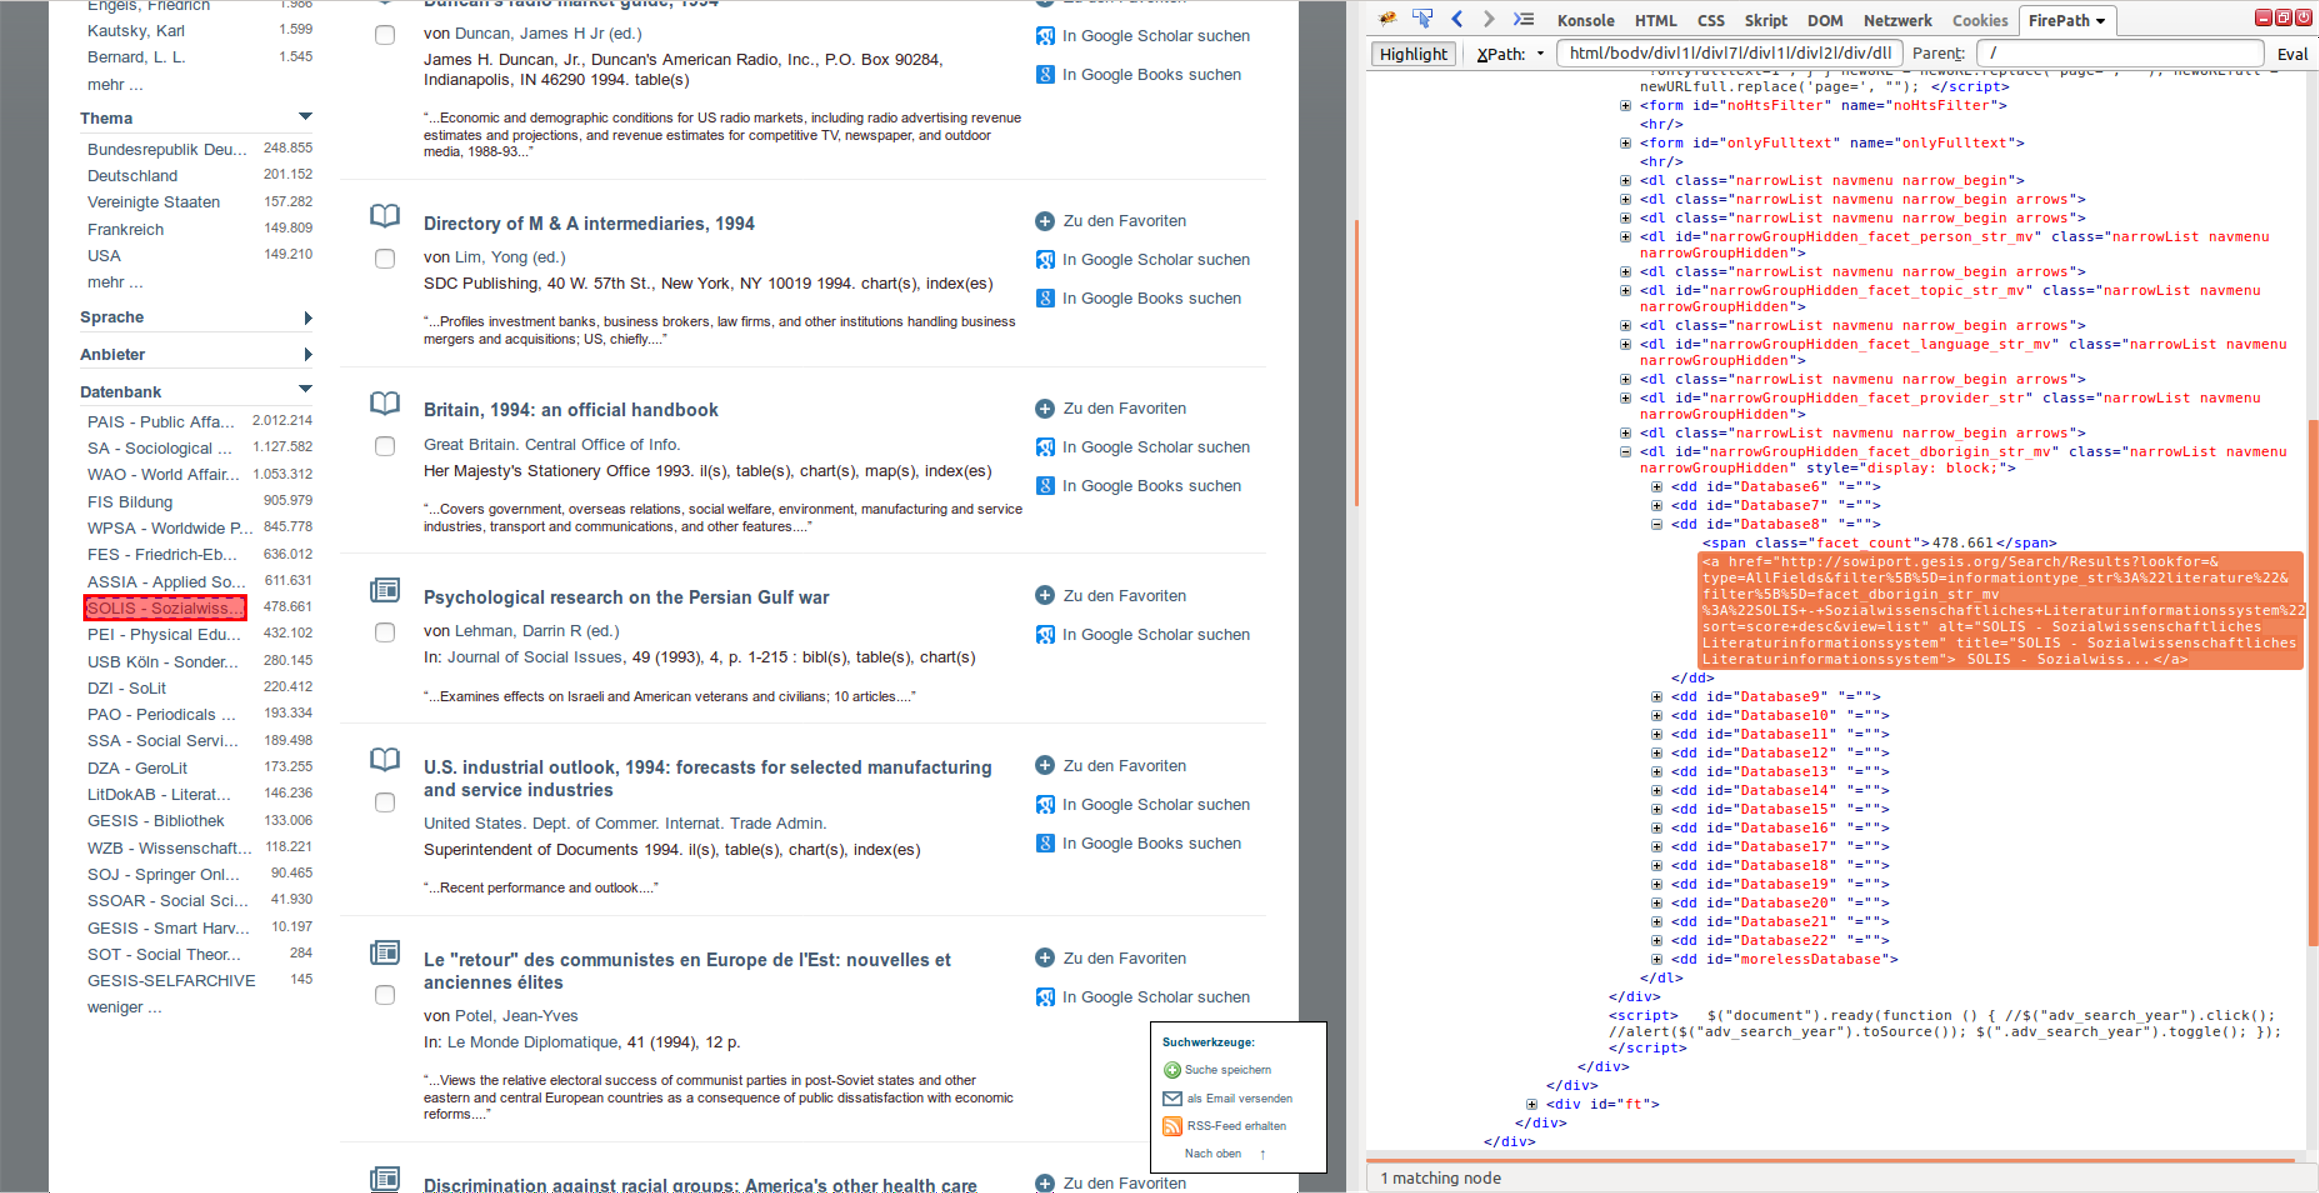 Engels, Friedrich 1.986
Kautsky, Karl 1.599
Bernard, L. L. 1.545
mehr ...
Thema
Bundesrepublik Deu... 248.855
Deutschland 201.152
Vereinigte Staaten 157.282
Frankreich 149.809
USA 149.210
mehr ...
Sprache
Anbieter
Datenbank
PAIS - Public Affa... 2.012.214
SA - Sociological ... 1.127.582
WAO - World Affair... 1.053.312
FIS Bildung 905.979
WPSA - Worldwide P... 845.778
FES - Friedrich-Eb... 636.012
ASSIA - Applied So... 611.631
SOLIS - Sozialwiss... 478.661
PEI - Physical Edu... 432.102
USB Köln - Sonder... 280.145
DZI - SoLit 220.412
PAO - Periodicals ... 193.334
SSA - Social Servi... 189.498
DZA - GeroLit 173.255
LitDokAB - Literat... 146.236
GESIS - Bibliothek 133.006
WZB - Wissenschaft... 118.221
SOJ - Springer Onl... 90.465
SSOAR - Social Sci... 41.930
GESIS - Smart Harv... 10.197
SOT - Social Theor... 284
GESIS-SELFARCHIVE 145
weniger ...
Duncan's radio market guide, 1994
von Duncan, James H Jr (ed.)
James H. Duncan, Jr., Duncan's American Radio, Inc., P.O. Box 90284,
Indianapolis, IN 46290 1994. table(s)
“...Economic and demographic conditions for US radio markets, including radio advertising revenue
estimates and projections, and revenue estimates for competitive TV, newspaper, and outdoor
media, 1988-93...”
Zu den Favoriten
In Google Scholar suchen
In Google Books suchen
Directory of M & A intermediaries, 1994
von Lim, Yong (ed.)
SDC Publishing, 40 W. 57th St., New York, NY 10019 1994. chart(s), index(es)
“...Profiles investment banks, business brokers, law firms, and other institutions handling business
mergers and acquisitions; US, chiefly....”
Zu den Favoriten
In Google Scholar suchen
In Google Books suchen
Britain, 1994: an official handbook
Great Britain. Central Office of Info.
Her Majesty's Stationery Office 1993. il(s), table(s), chart(s), map(s), index(es)
“...Covers government, overseas relations, social welfare, environment, manufacturing and service
industries, transport and communications, and other features....”
Zu den Favoriten
In Google Scholar suchen
In Google Books suchen
Psychological research on the Persian Gulf war
von Lehman, Darrin R (ed.)
In: Journal of Social Issues, 49 (1993), 4, p. 1-215 : bibl(s), table(s), chart(s)
“...Examines effects on Israeli and American veterans and civilians; 10 articles....”
Zu den Favoriten
In Google Scholar suchen
U.S. industrial outlook, 1994: forecasts for selected manufacturing
and service industries
United States. Dept. of Commer. Internat. Trade Admin.
Superintendent of Documents 1994. il(s), table(s), chart(s), index(es)
“...Recent performance and outlook....”
Zu den Favoriten
In Google Scholar suchen
In Google Books suchen
Le "retour" des communistes en Europe de l'Est: nouvelles et
anciennes élites
von Potel, Jean-Yves
In: Le Monde Diplomatique, 41 (1994), 12 p.
“...Views the relative electoral success of communist parties in post-Soviet states and other
eastern and central European countries as a consequence of public dissatisfaction with economic
reforms....”
Zu den Favoriten
In Google Scholar suchen
Discrimination against racial groups: America's other health care
Zu den Favoriten
Suchwerkzeuge:
Suche speichern
als Email versenden
RSS-Feed erhalten
Nach oben ↑
Konsole HTML CSS Skript DOM Netzwerk Cookies FirePath
Highlight XPath: html/body/div[1]/div[7]/div[1]/div[2]/div/dl[ Parent: / Eval
newURLfull.replace('page=', ""); </script>
<form id="noHtsFilter" name="noHtsFilter">
<hr/>
<form id="onlyFulltext" name="onlyFulltext">
<hr/>
<dl class="narrowList navmenu narrow_begin">
<dl class="narrowList navmenu narrow_begin arrows">
<dl class="narrowList navmenu narrow_begin arrows">
<dl id="narrowGroupHidden_facet_person_str_mv" class="narrowList navmenu
narrowGroupHidden">
<dl class="narrowList navmenu narrow_begin arrows">
<dl id="narrowGroupHidden_facet_topic_str_mv" class="narrowList navmenu
narrowGroupHidden">
<dl class="narrowList navmenu narrow_begin arrows">
<dl id="narrowGroupHidden_facet_language_str_mv" class="narrowList navmenu
narrowGroupHidden">
<dl class="narrowList navmenu narrow_begin arrows">
<dl id="narrowGroupHidden_facet_provider_str" class="narrowList navmenu
narrowGroupHidden">
<dl class="narrowList navmenu narrow_begin arrows">
<dl id="narrowGroupHidden_facet_dborigin_str_mv" class="narrowList navmenu
narrowGroupHidden" style="display: block;">
<dd id="Database6" "="">
<dd id="Database7" "="">
<dd id="Database8" "="">
<span class="facet_count">478.661</span>
<a href="http://sowiport.gesis.org/Search/Results?lookfor=&
type=AllFields&filter%5B%5D=informationtype_str%3A%22literature%22&
filter%5B%5D=facet_dborigin_str_mv
%3A%22SOLIS+-+Sozialwissenschaftliches+Literaturinformationssystem%22
sort=score+desc&view=list" alt="SOLIS - Sozialwissenschaftliches
Literaturinformationssystem" title="SOLIS - Sozialwissenschaftliches
Literaturinformationssystem"> SOLIS - Sozialwiss...</a>
</dd>
<dd id="Database9" "="">
<dd id="Database10" "="">
<dd id="Database11" "="">
<dd id="Database12" "="">
<dd id="Database13" "="">
<dd id="Database14" "="">
<dd id="Database15" "="">
<dd id="Database16" "="">
<dd id="Database17" "="">
<dd id="Database18" "="">
<dd id="Database19" "="">
<dd id="Database20" "="">
<dd id="Database21" "="">
<dd id="Database22" "="">
<dd id="morelessDatabase">
</dl>
</div>
<script> $("document").ready(function () { //$("adv_search_year").click();
//alert($("adv_search_year").toSource()); $(".adv_search_year").toggle(); });
</script>
</div>
</div>
<div id="ft">
</div>
</div>
1 matching node